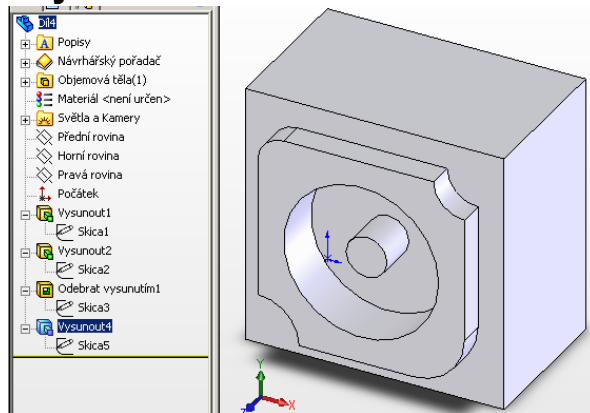 Díl4
A Popisy
Návrhářský pořadač
Objemová těla(1)
Materiál <není určen>
Světla a Kamery
Přední rovina
Horní rovina
Pravá rovina
Počátek
Vysunout1
Skica1
Vysunout2
Skica2
Odebrat vysunutím1
Skica3
Vysunout4
Skica5
Y
X
Z